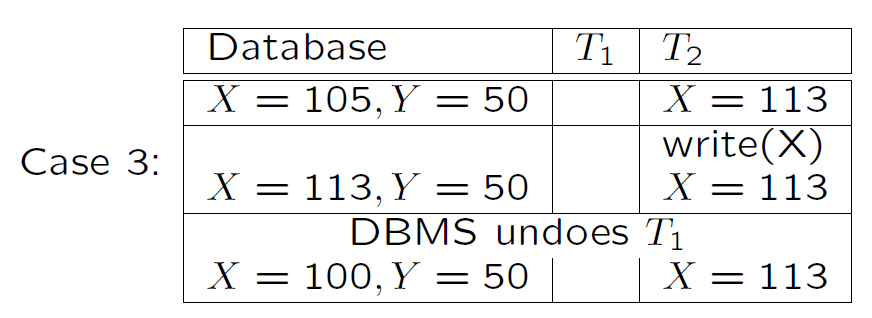 Database T1 T2
X = 105, Y = 50 X = 113
write(X)
Case 3:
X = 113, Y = 50 X = 113
DBMS undoes T1
X = 100, Y = 50 X = 113